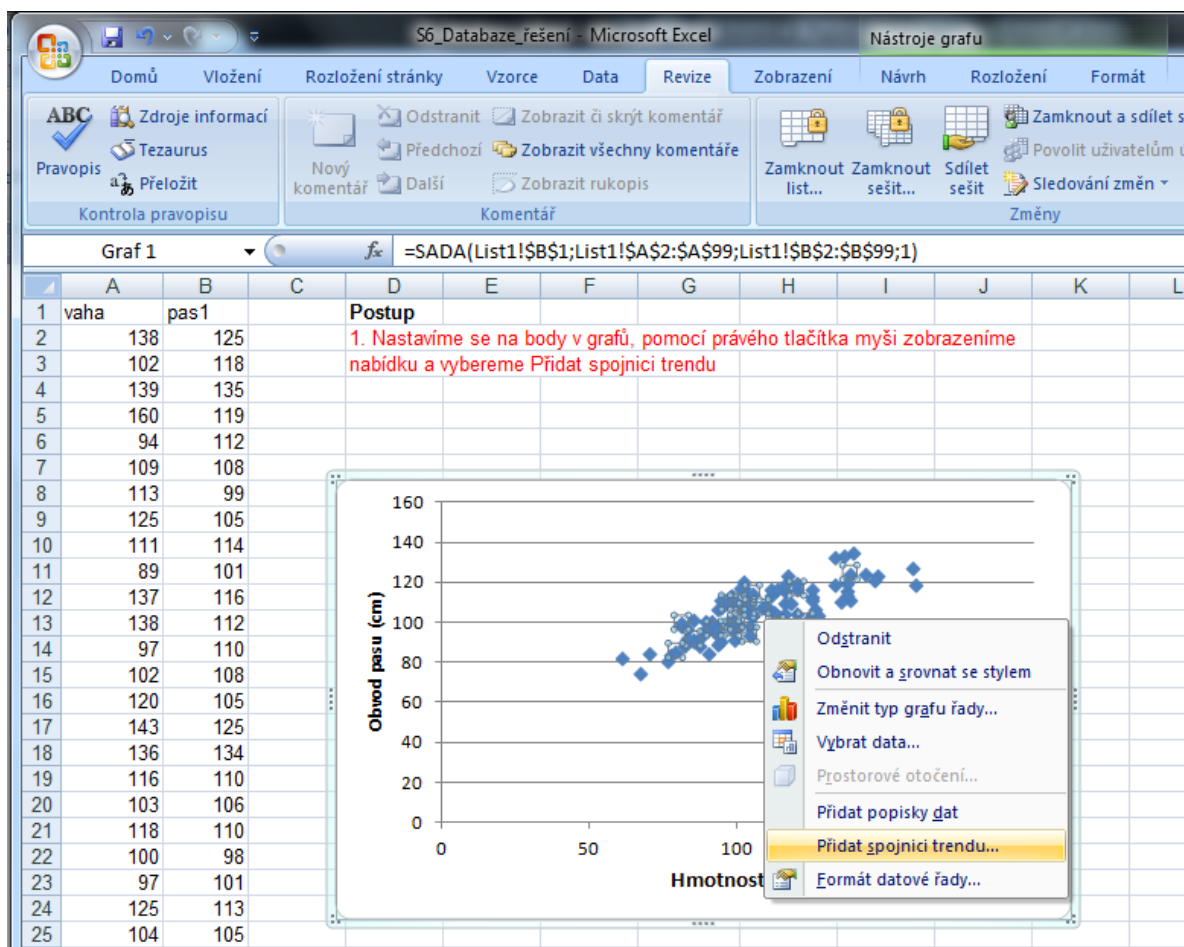 S6_Databaze_řešení - Microsoft Excel
Nástroje grafu
Domů Vložení Rozložení stránky Vzorce Data Revize Zobrazení Návrh Rozložení Formát
ABC
Pravopis
Zdroje informací
Tezaurus
Přeložit
Kontrola pravopisu
Nový komentář
Odstranit
Předchozí
Další
Zobrazit či skrýt komentář
Zobrazit všechny komentáře
Zobrazit rukopis
Komentář
Zamknout list...
Zamknout sešit...
Sdílet sešit
Zamknout a sdílet s
Povolit uživatelům
Sledování změn
Změny
Graf 1
fx =SADA(List1!$B$1;List1!$A$2:$A$99;List1!$B$2:$B$99;1)
A B C D E F G H I J K L
1 vaha pas1 Postup
2 138 125 1. Nastavíme se na body v grafů, pomocí právého tlačítka myši zobrazeníme
3 102 118 nabídku a vybereme Přidat spojnici trendu
4 139 135
5 160 119
6 94 112
7 109 108
8 113 99
9 125 105
10 111 114
11 89 101
12 137 116
13 138 112
14 97 110
15 102 108
16 120 105
17 143 125
18 136 134
19 116 110
20 103 106
21 118 110
22 100 98
23 97 101
24 125 113
25 104 105
160
140
120
100
80
60
40
20
0
Obvod pasu (cm)
0 50 100
Hmotnost
Odstranit
Obnovit a srovnat se stylem
Změnit typ grafu řady...
Vybrat data...
Prostorové otočení...
Přidat popisky dat
Přidat spojnici trendu...
Formát datové řady...